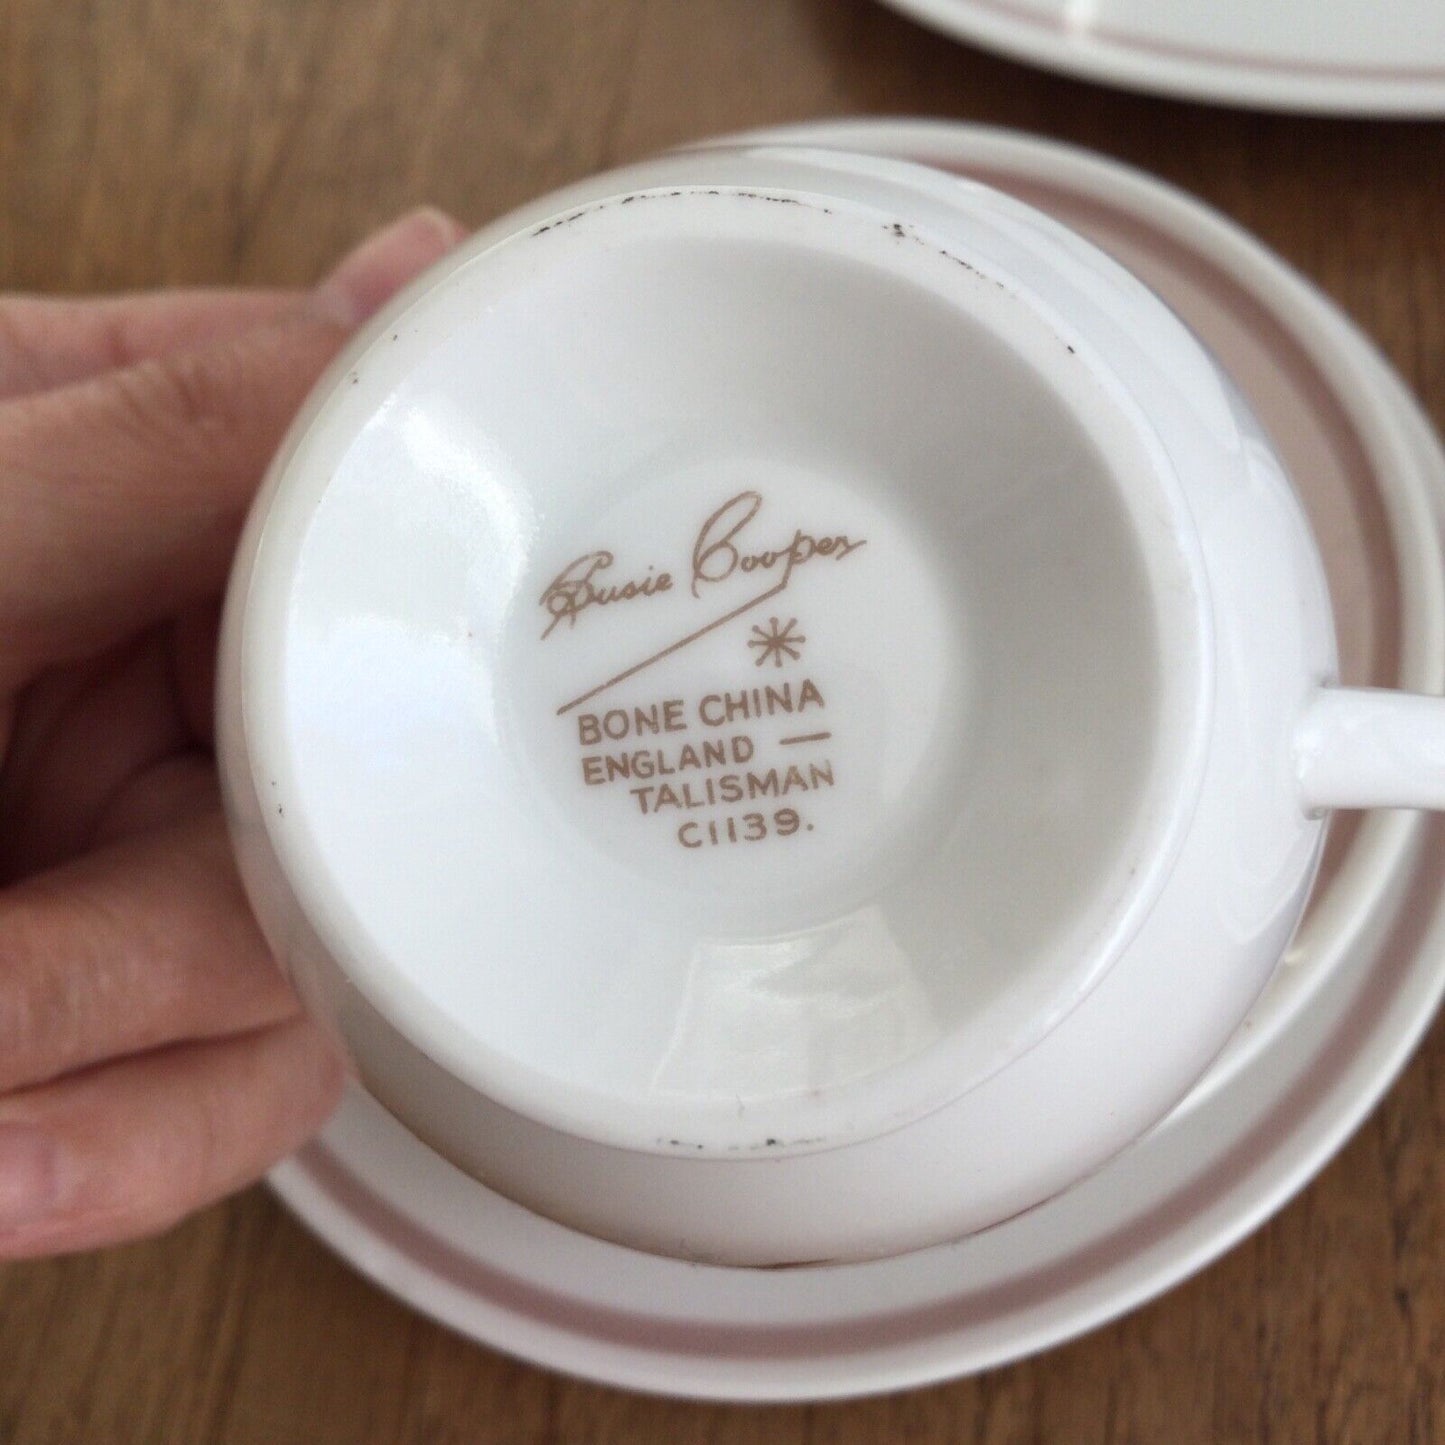 Susie Cooper
BONE CHINA
ENGLAND —
TALISMAN
C1139.